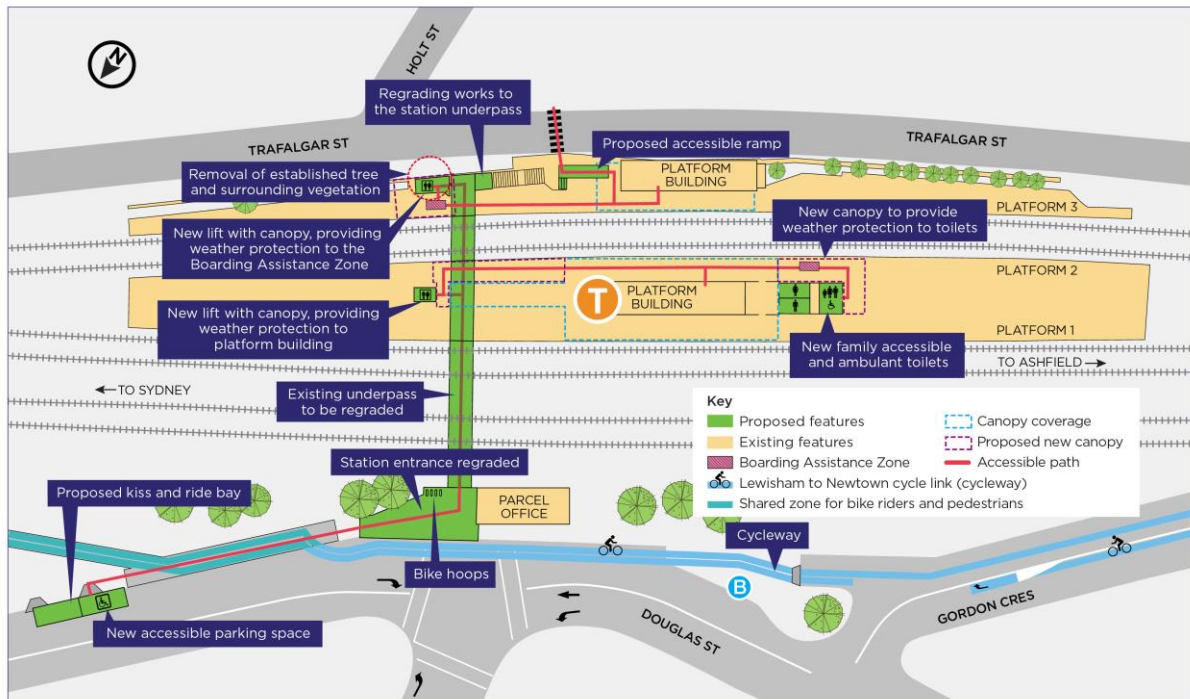 N
HOLT ST
Regrading works to
the station underpass
TRAFALGAR ST
TRAFALGAR ST
Proposed accessible ramp
Removal of established tree
and surrounding vegetation
PLATFORM
BUILDING
PLATFORM 3
New lift with canopy, providing
weather protection to the
Boarding Assistance Zone
New canopy to provide
weather protection to toilets
PLATFORM 2
T
PLATFORM
BUILDING
New lift with canopy, providing
weather protection to
platform building
PLATFORM 1
New family accessible
and ambulant toilets
TO ASHFIELD
TO SYDNEY
Existing underpass
to be regraded
Key
Proposed features
Existing features
Boarding Assistance Zone
Lewisham to Newtown cycle link (cycleway)
Shared zone for bike riders and pedestrians
Canopy coverage
Proposed new canopy
Accessible path
Station entrance regraded
Proposed kiss and ride bay
PARCEL
OFFICE
Cycleway
Bike hoops
B
New accessible parking space
DOUGLAS ST
GORDON CRES